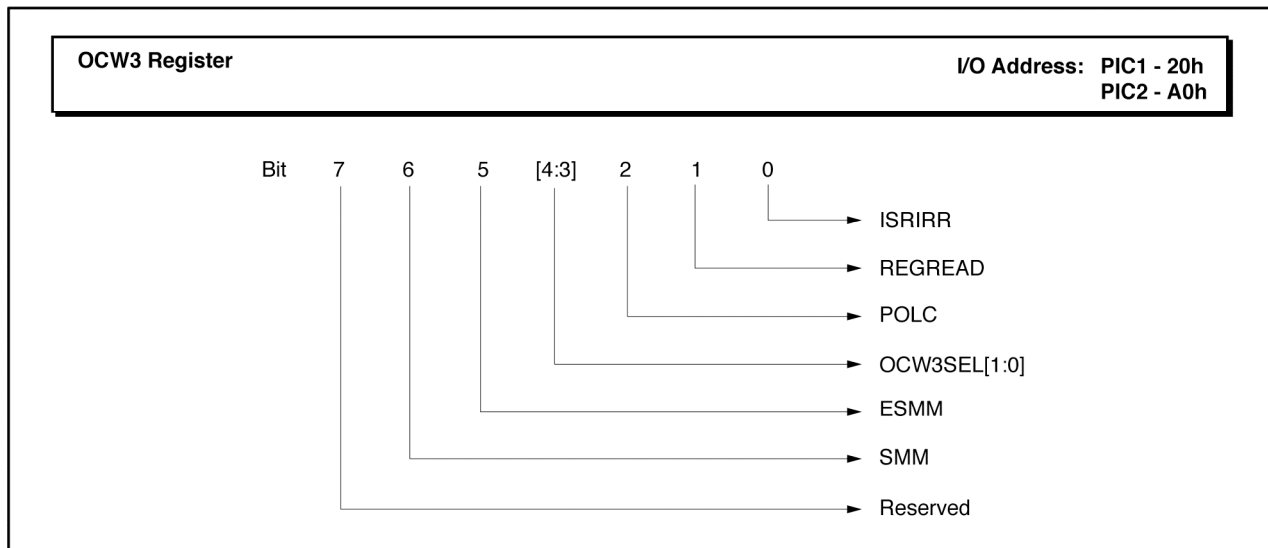 OCW3 Register
I/O Address: PIC1 - 20h
PIC2 - A0h
Bit 7 6 5 [4:3] 2 1 0
ISRIRR
REGREAD
POLC
OCW3SEL[1:0]
ESMM
SMM
Reserved